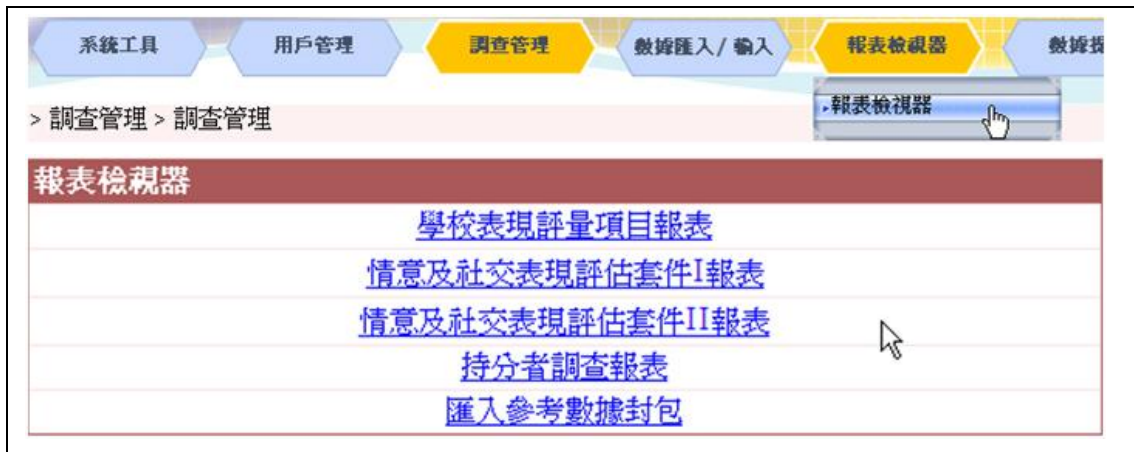 系統工具 用戶管理 調查管理 數據匯入/ 輸入 報表檢視器 數據
報表檢視器
> 調查管理 > 調查管理
報表檢視器
學校表現評量項目報表
情意及社交表現評估套件I報表
情意及社交表現評估套件II報表
持分者調查報表
匯入參考數據封包